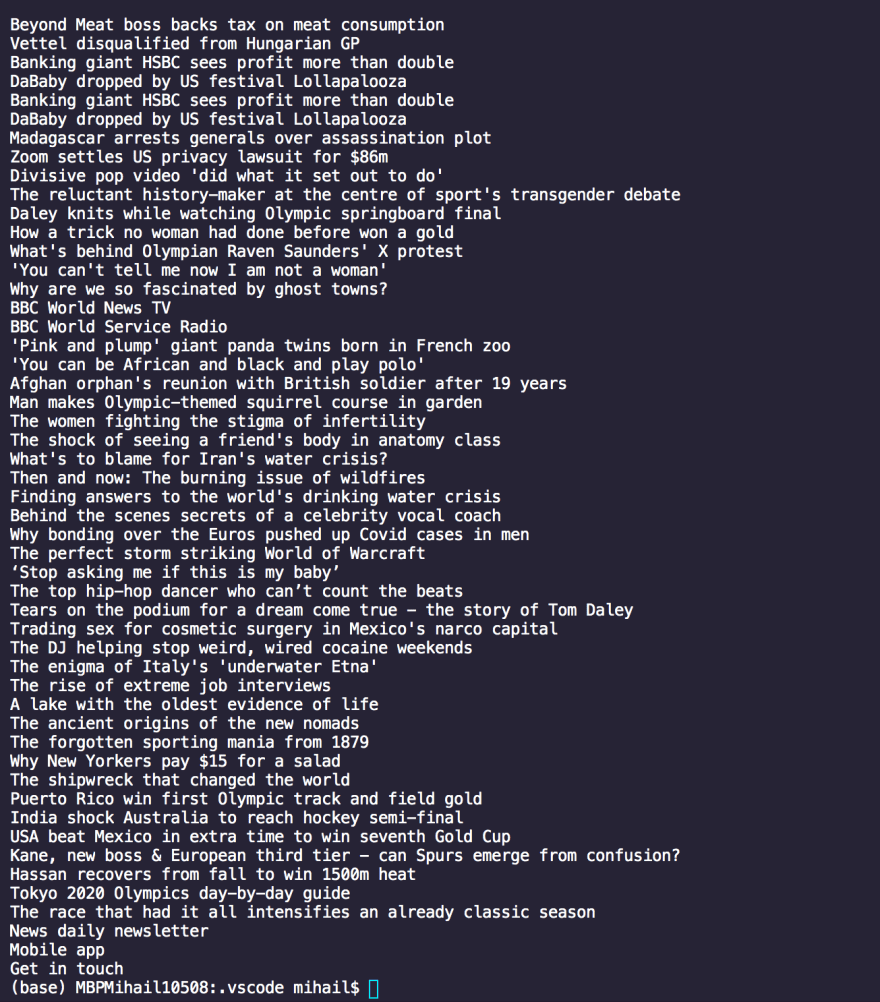 Beyond Meat boss backs tax on meat consumption
Vettel disqualified from Hungarian GP
Banking giant HSBC sees profit more than double
DaBaby dropped by US festival Lollapalooza
Banking giant HSBC sees profit more than double
DaBaby dropped by US festival Lollapalooza
Madagascar arrests generals over assassination plot
Zoom settles US privacy lawsuit for $86m
Divisive pop video 'did what it set out to do'
The reluctant history-maker at the centre of sport's transgender debate
Daley knits while watching Olympic springboard final
How a trick no woman had done before won a gold
What's behind Olympian Raven Saunders' X protest
'You can't tell me now I am not a woman'
Why are we so fascinated by ghost towns?
BBC World News TV
BBC World Service Radio
'Pink and plump' giant panda twins born in French zoo
'You can be African and black and play polo'
Afghan orphan's reunion with British soldier after 19 years
Man makes Olympic-themed squirrel course in garden
The women fighting the stigma of infertility
The shock of seeing a friend's body in anatomy class
What's to blame for Iran's water crisis?
Then and now: The burning issue of wildfires
Finding answers to the world's drinking water crisis
Behind the scenes secrets of a celebrity vocal coach
Why bonding over the Euros pushed up Covid cases in men
The perfect storm striking World of Warcraft
‘Stop asking me if this is my baby’
The top hip-hop dancer who can’t count the beats
Tears on the podium for a dream come true - the story of Tom Daley
Trading sex for cosmetic surgery in Mexico's narco capital
The DJ helping stop weird, wired cocaine weekends
The enigma of Italy's 'underwater Etna'
The rise of extreme job interviews
A lake with the oldest evidence of life
The ancient origins of the new nomads
The forgotten sporting mania from 1879
Why New Yorkers pay $15 for a salad
The shipwreck that changed the world
Puerto Rico win first Olympic track and field gold
India shock Australia to reach hockey semi-final
USA beat Mexico in extra time to win seventh Gold Cup
Kane, new boss & European third tier - can Spurs emerge from confusion?
Hassan recovers from fall to win 1500m heat
Tokyo 2020 Olympics day-by-day guide
The race that had it all intensifies an already classic season
News daily newsletter
Mobile app
Get in touch
(base) MBPMihail10508:.vscode mihail$